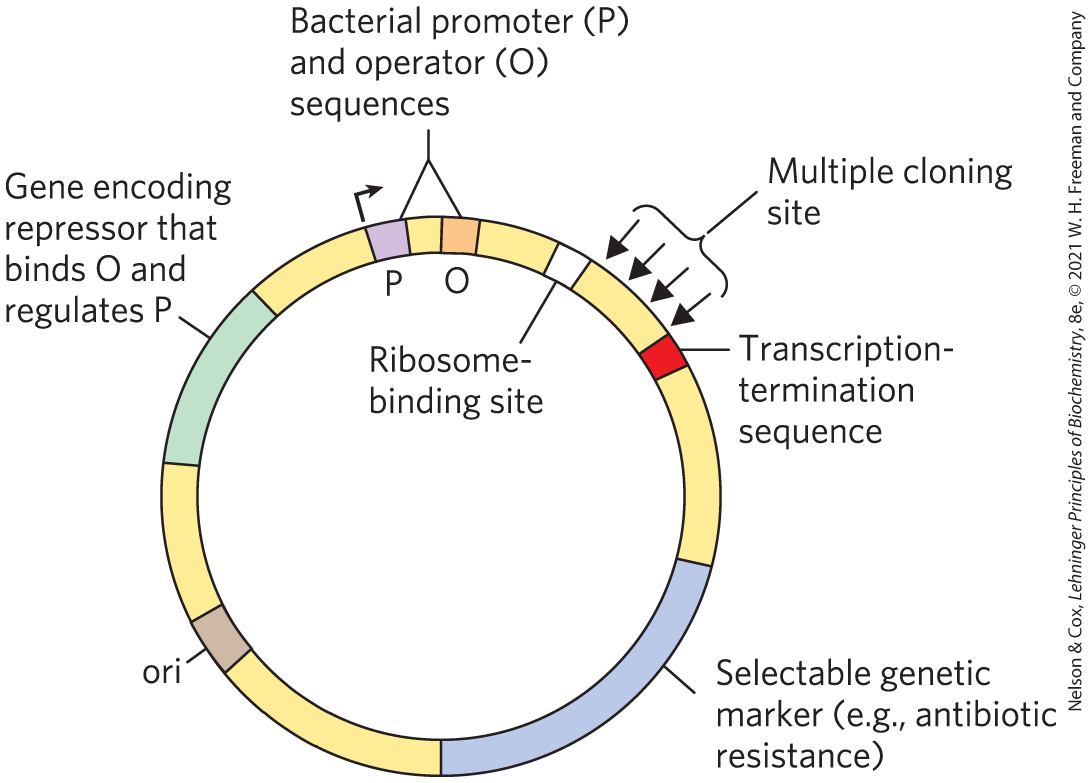 Bacterial promoter (P)
and operator (O)
sequences
Gene encoding
repressor that
binds O and
regulates P
Multiple cloning
site
P
O
Ribosome-
binding site
Transcription-
termination
sequence
ori
Selectable genetic
marker (e.g., antibiotic
resistance)
Nelson & Cox, Lehninger Principles of Biochemistry, 8e, © 2021 W. H. Freeman and Company